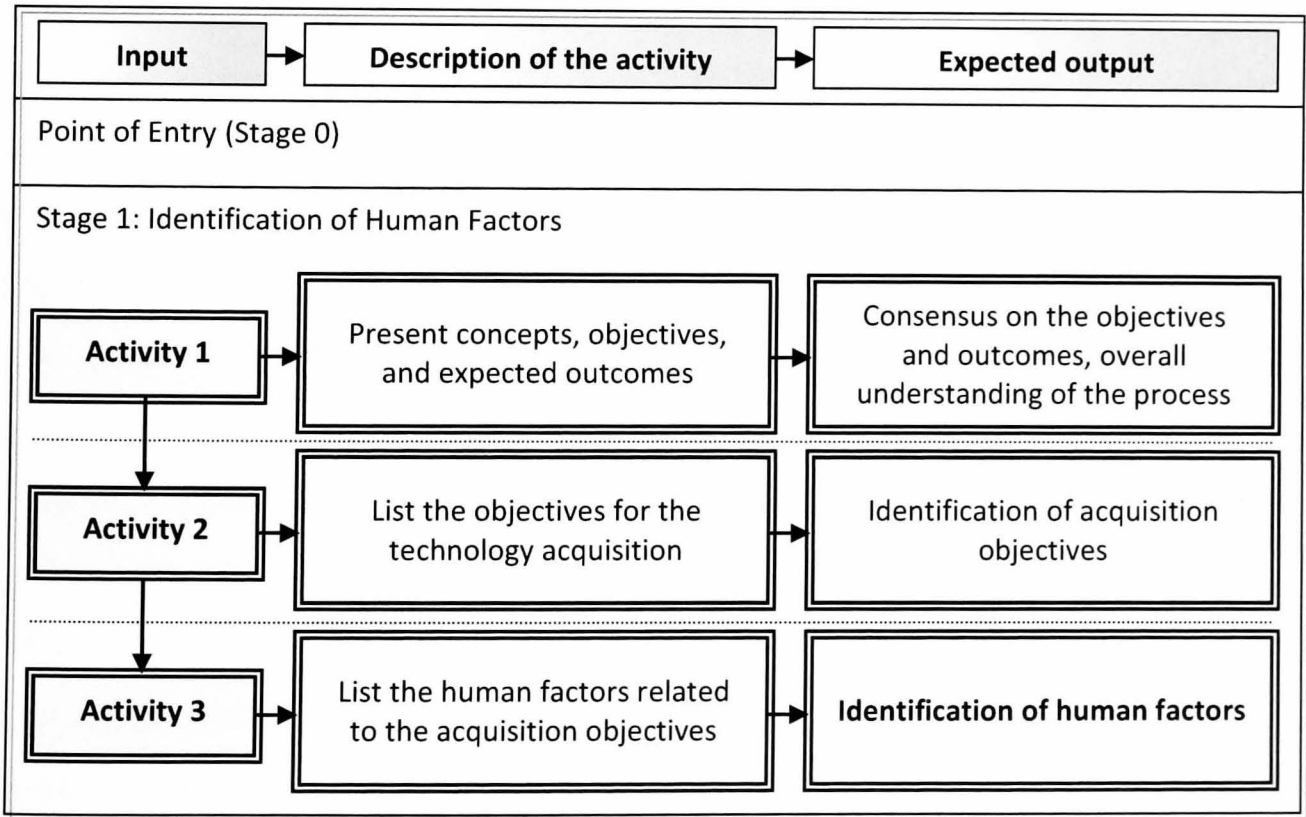 Input
Description of the activity
Expected output
Point of Entry (Stage 0)
Stage 1: Identification of Human Factors
Activity 1
Present concepts, objectives,
and expected outcomes
Consensus on the objectives
and outcomes, overall
understanding of the process
Activity 2
List the objectives for the
technology acquisition
Identification of acquisition
objectives
Activity 3
List the human factors related
to the acquisition objectives
Identification of human factors